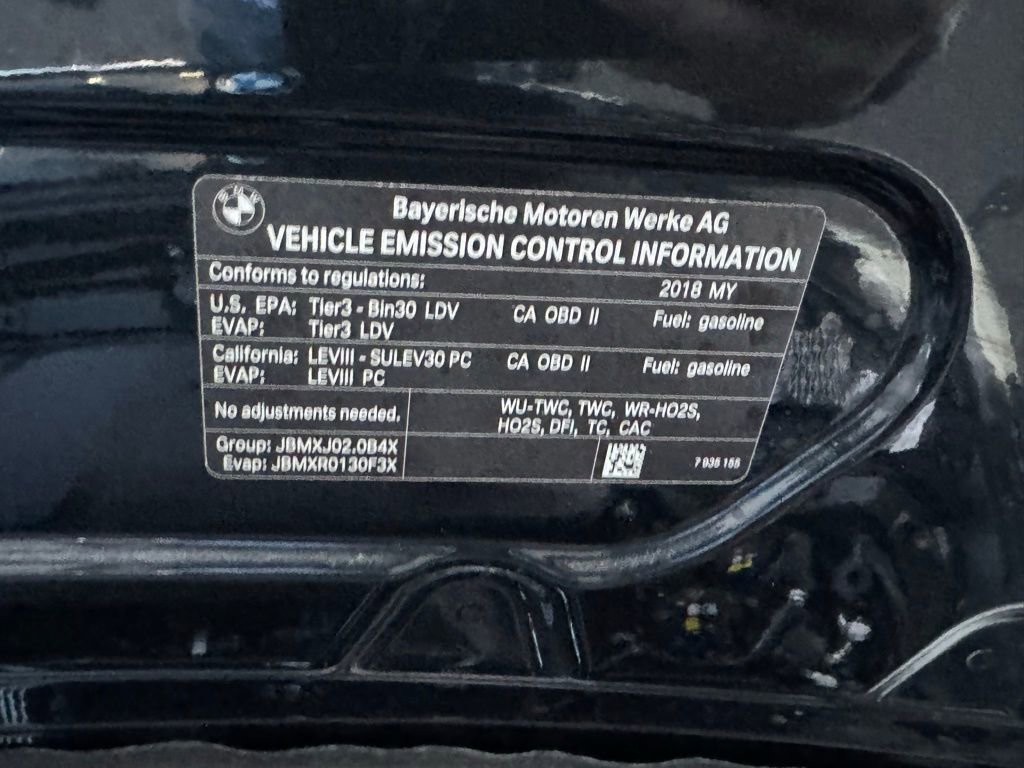 BMW
Bayerische Motoren Werke AG
VEHICLE EMISSION CONTROL INFORMATION
Conforms to regulations: 2018 MY
U.S. EPA: Tier3 - Bin30 LDV CA OBD II Fuel: gasoline
EVAP: Tier3 LDV
California: LEVIII - SULEV30 PC CA OBD II Fuel: gasoline
EVAP: LEVIII PC
No adjustments needed. WU-TWC, TWC, WR-HO2S,
HO2S, DFI, TC, CAC
Group: JBMXJ02.0B4X
Evap: JBMXR0130F3X
7 935 155